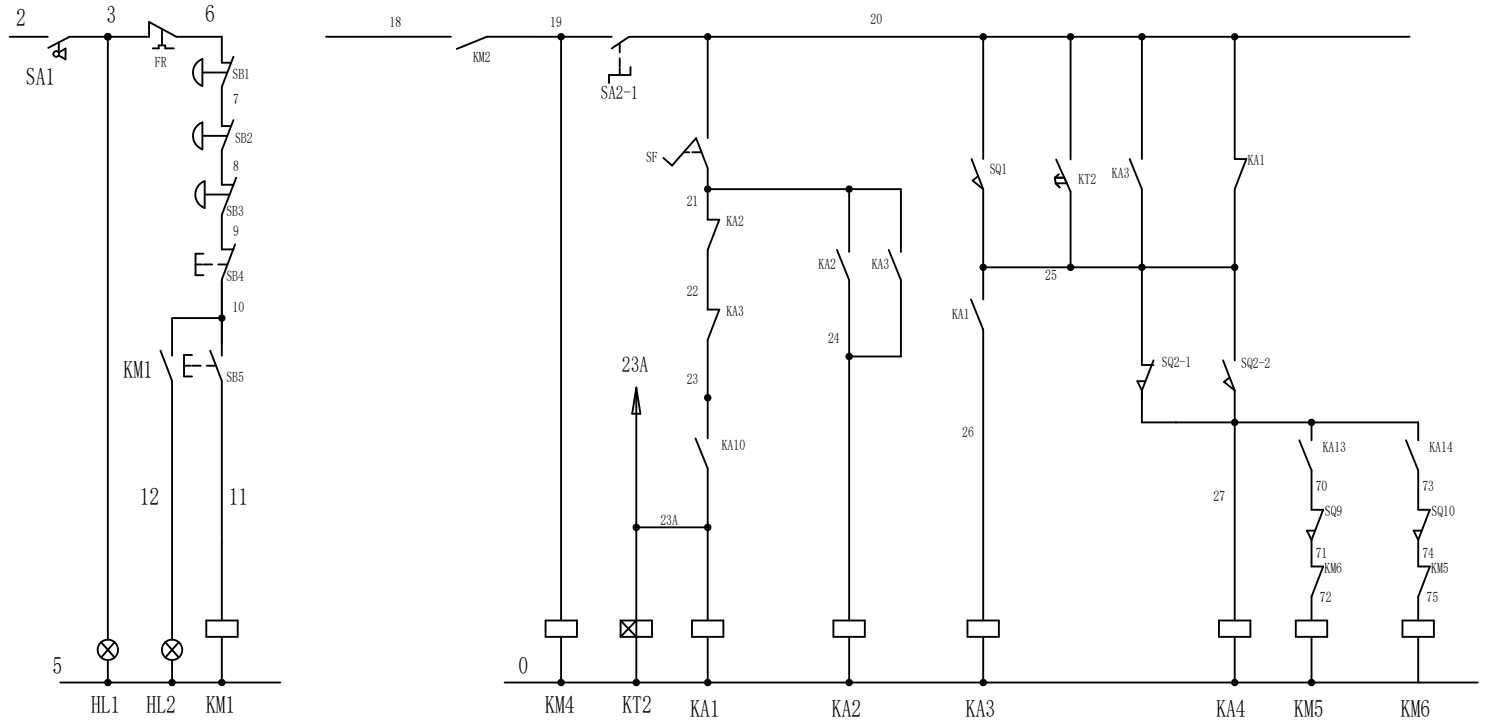 2 3 6 18 19 20
SA1 FR SB1 KM2 SA2-1
7
SB2
8
SB3
9
SB4
10
KM1 SB5
12 11
5
HL1 HL2 KM1
SF SQ1 KT2 KA3 KA1
21 KA2
KA2 KA3
25
22
KA3 KA1
24
23A SQ2-1 SQ2-2
23
26
KA10 KA13 KA14
70 73
27
23A SQ9 SQ10
71 74
KM6 KM5
72 75
0
KM4 KT2 KA1 KA2 KA3 KA4 KM5 KM6